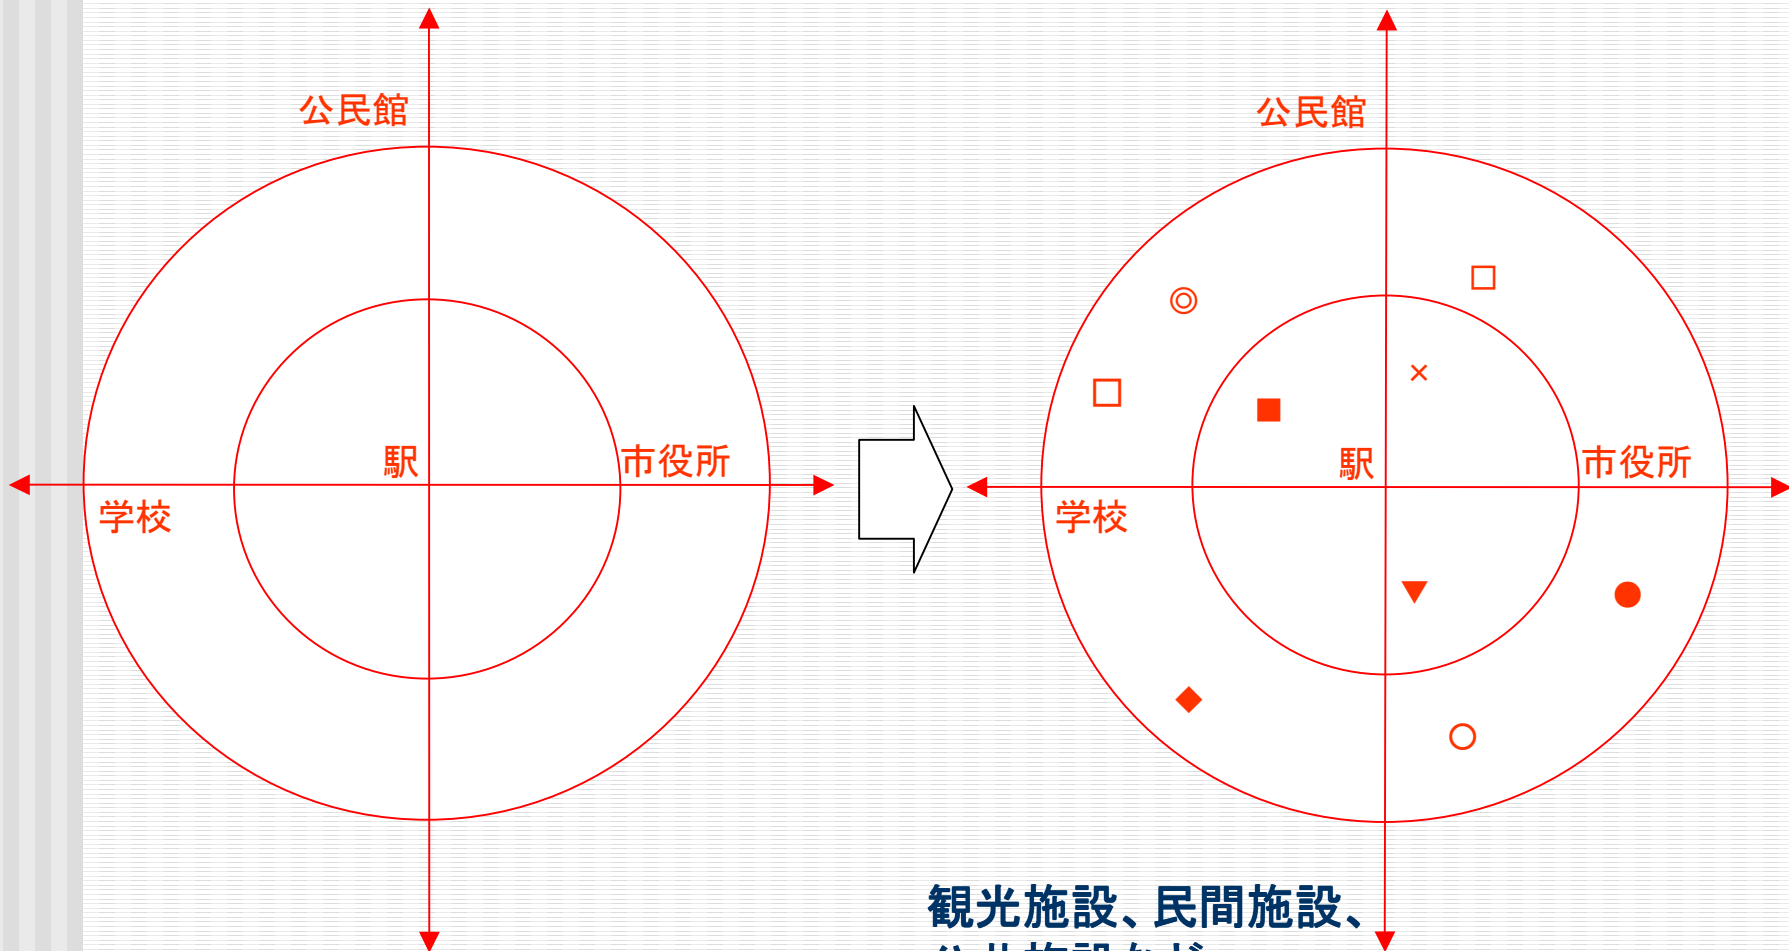 公民館
駅
市役所
学校
公民館
◎
□
□
×
■
駅
市役所
学校
▼
●
◆
○
観光施設、民間施設、